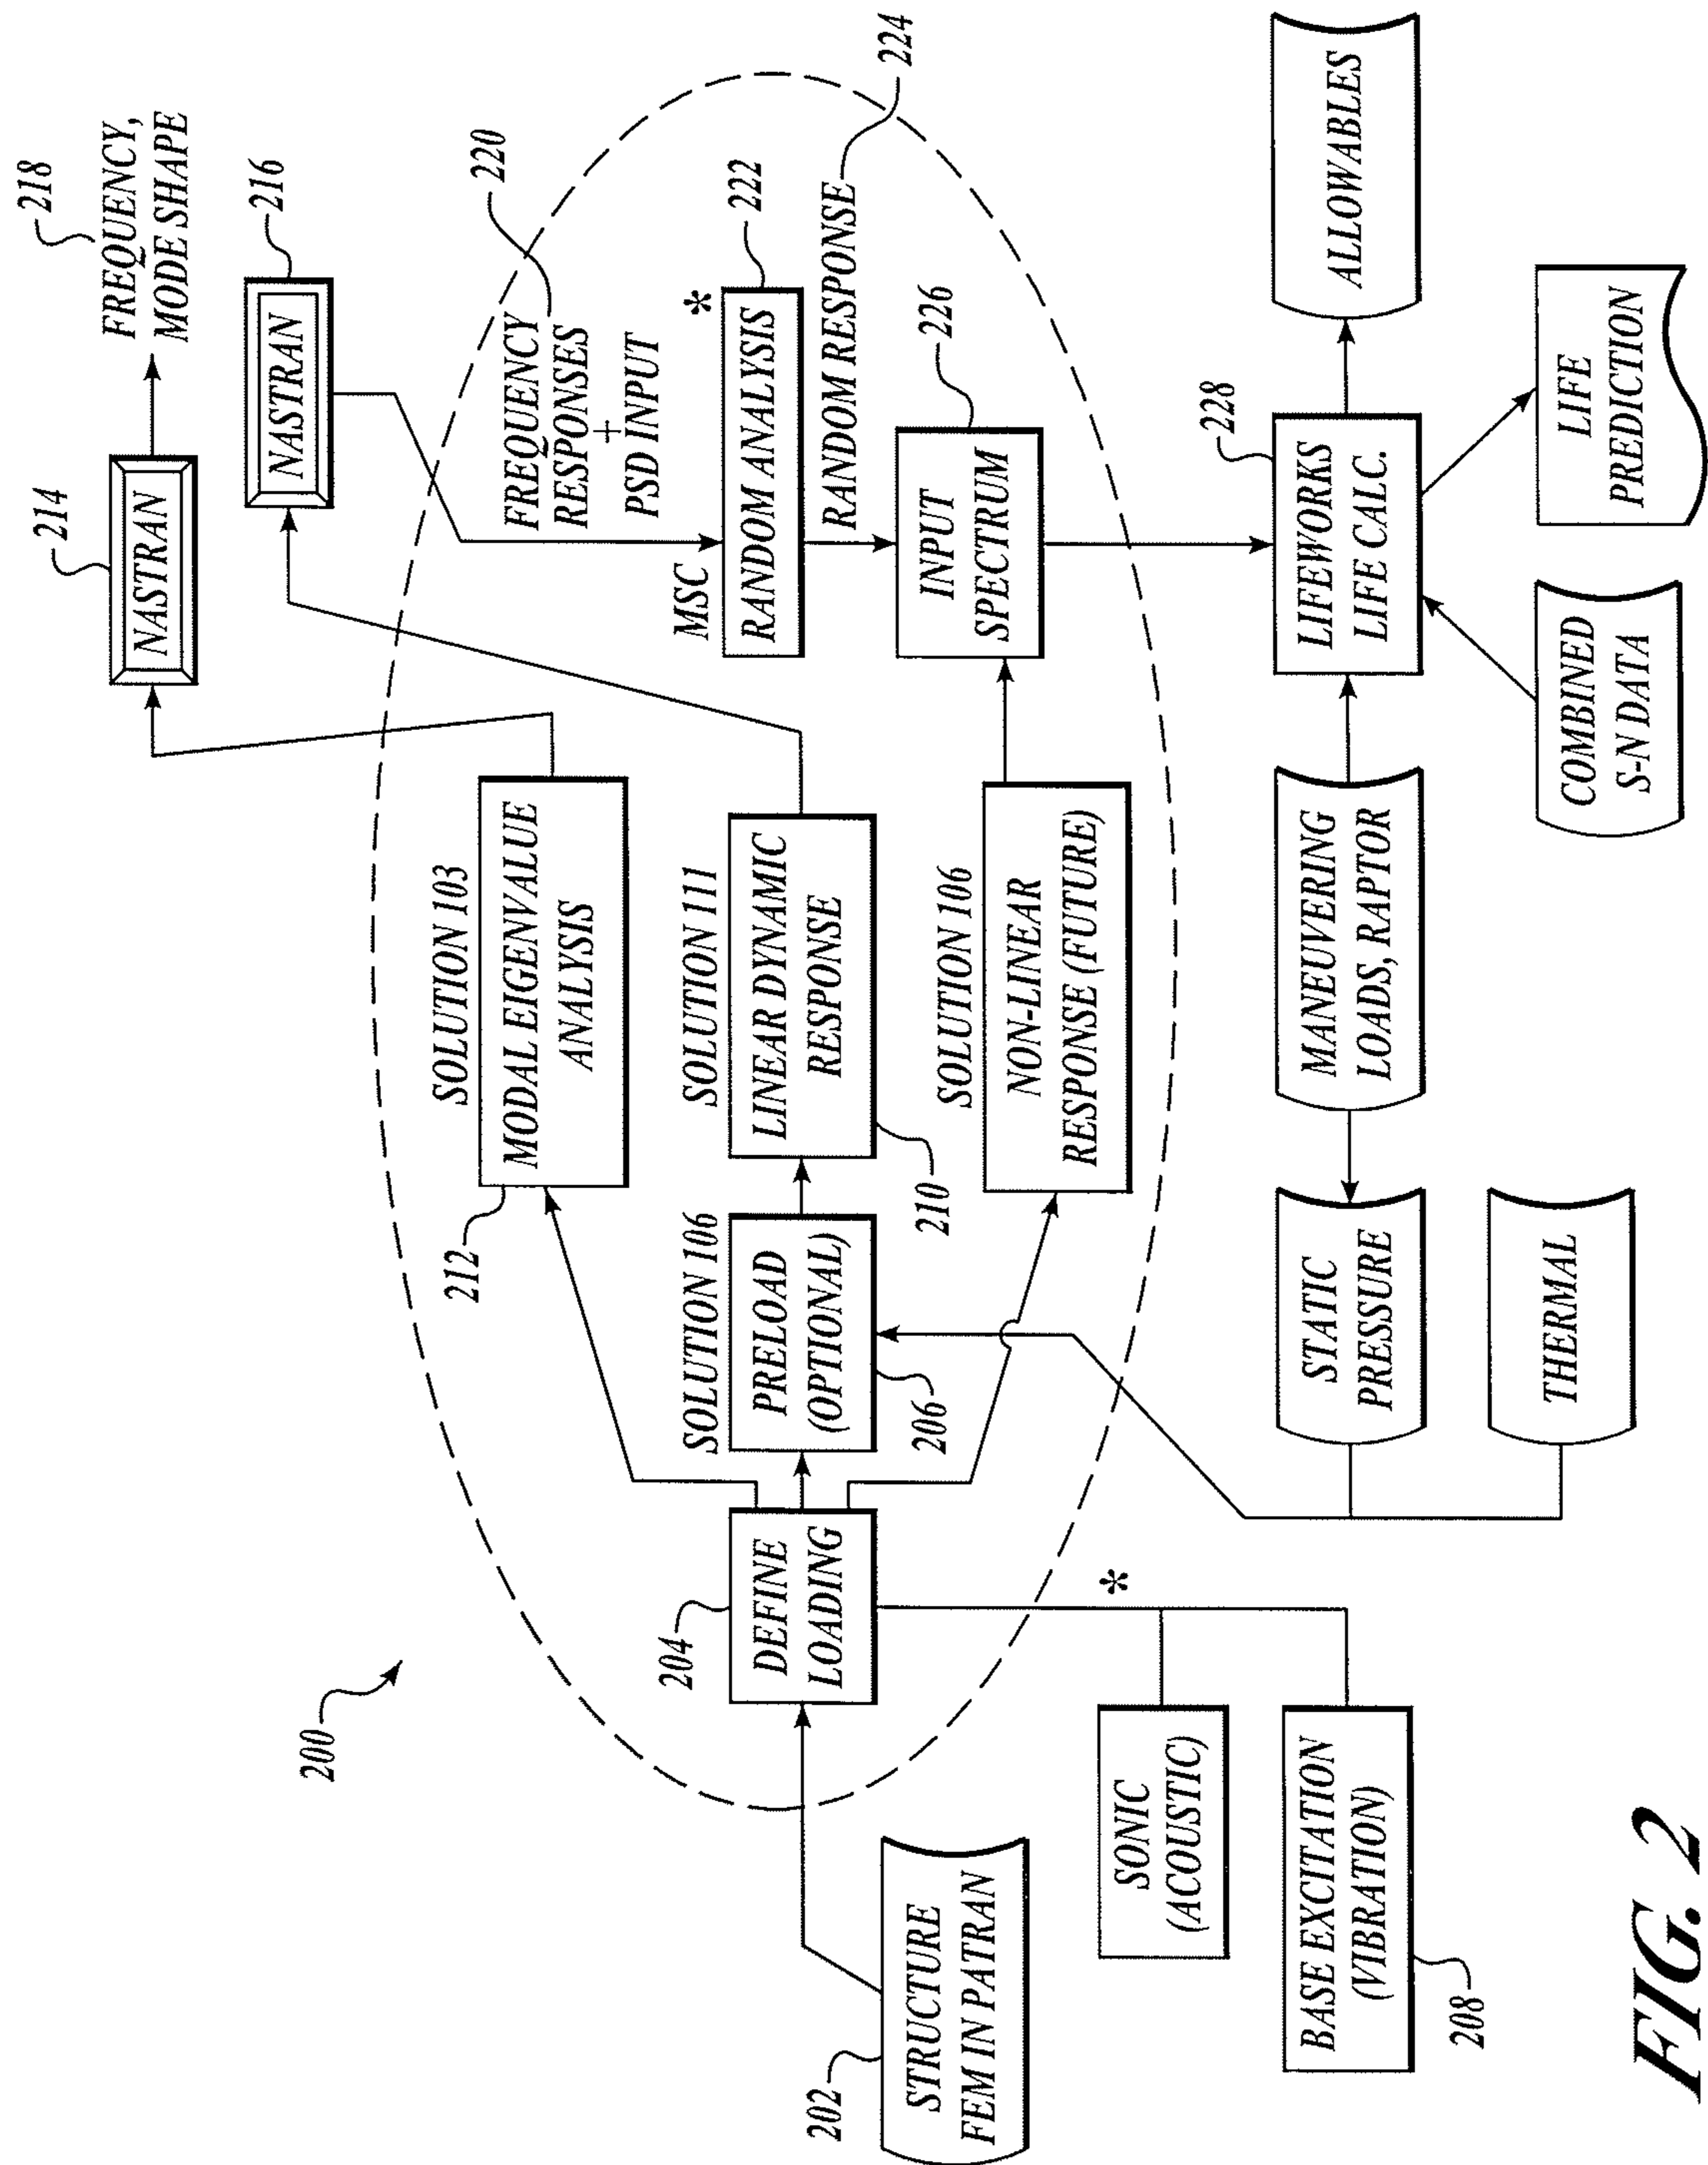 200
218
FREQUENCY,
MODE SHAPE
214
NASTRAN
216
NASTRAN
SOLUTION 103
MODAL EIGENVALUE
ANALYSIS
212
220
FREQUENCY
RESPONSES
+
PSD INPUT
202
STRUCTURE
FEM IN PATRAN
204
DEFINE
LOADING
SOLUTION 106
PRELOAD
(OPTIONAL)
206
SOLUTION 111
LINEAR DYNAMIC
RESPONSE
210
MSC
*
222
RANDOM ANALYSIS
RANDOM RESPONSE
224
SOLUTION 106
NON-LINEAR
RESPONSE (FUTURE)
INPUT
SPECTRUM
226
*
SONIC
(ACOUSTIC)
BASE EXCITATION
(VIBRATION)
208
STATIC
PRESSURE
THERMAL
MANEUVERING
LOADS, RAPTOR
228
LIFEWORKS
LIFE CALC.
ALLOWABLES
COMBINED
S-N DATA
LIFE
PREDICTION
FIG. 2